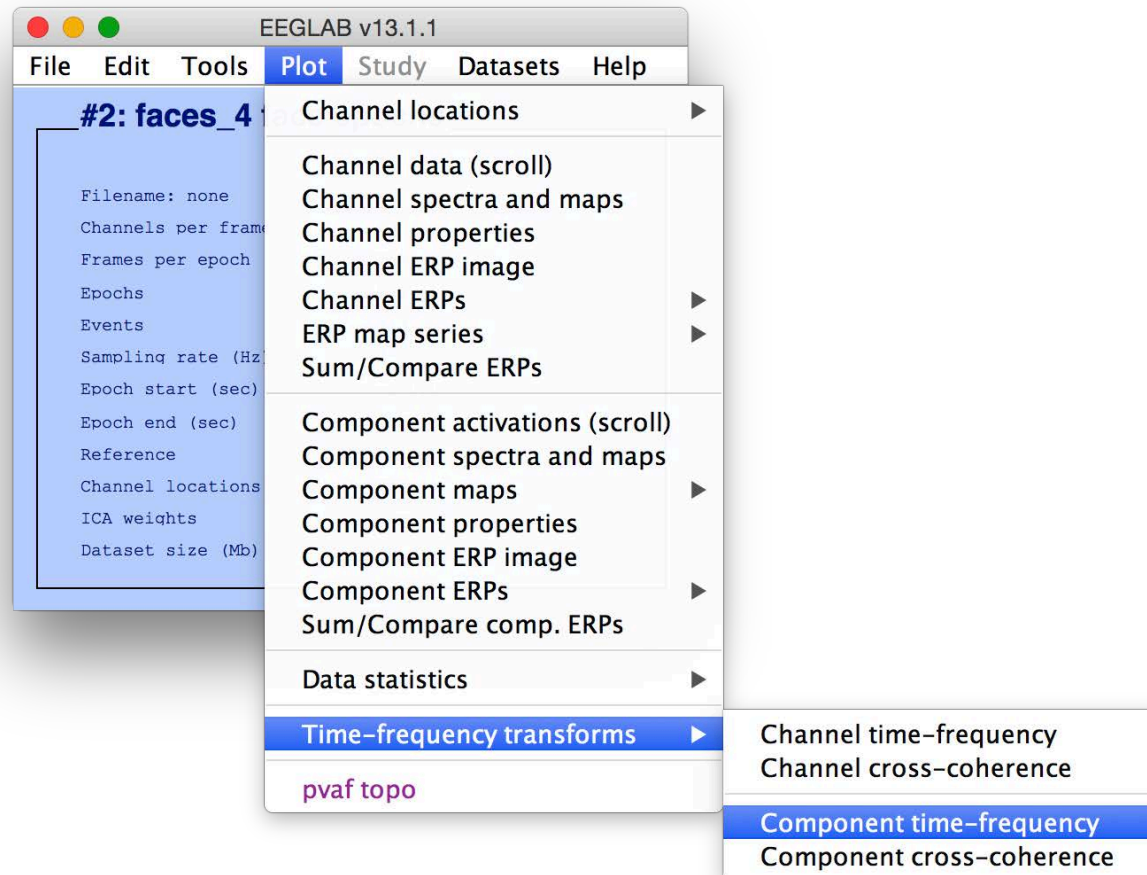 EEGLAB v13.1.1
File Edit Tools Plot Study Datasets Help
#2: faces_4
Filename: none
Channels per frame
Frames per epoch
Epochs
Events
Sampling rate (Hz)
Epoch start (sec)
Epoch end (sec)
Reference
Channel locations
ICA weights
Dataset size (Mb)
Channel locations
Channel data (scroll)
Channel spectra and maps
Channel properties
Channel ERP image
Channel ERPs
ERP map series
Sum/Compare ERPs
Component activations (scroll)
Component spectra and maps
Component maps
Component properties
Component ERP image
Component ERPs
Sum/Compare comp. ERPs
Data statistics
Time-frequency transforms
pvaf topo
Channel time-frequency
Channel cross-coherence
Component time-frequency
Component cross-coherence